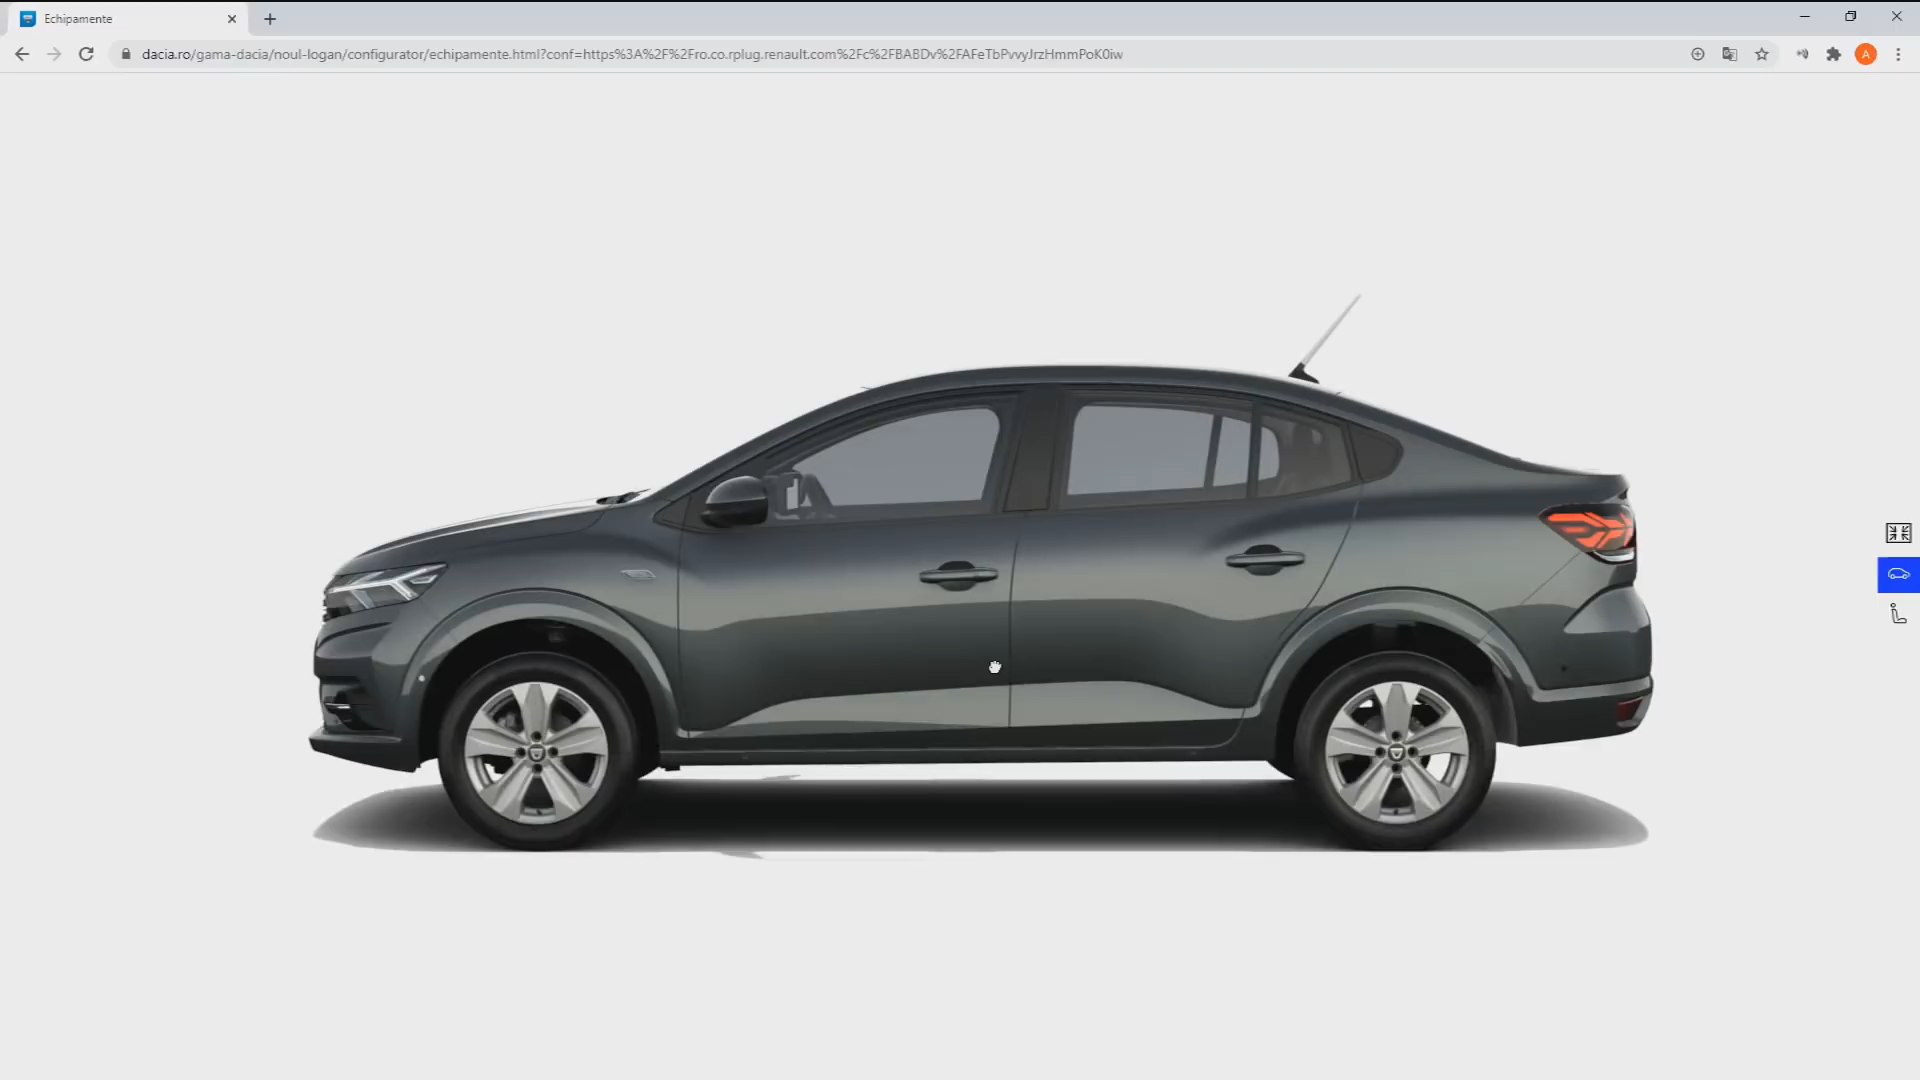 Echipamente
dacia.ro/gama-dacia/noul-logan/configurator/echipamente.html?conf=https%3A%2F%2Fro.co.rplug.renault.com%2Fc%2FBABDv%2FAFeTbPvvyJrzHmmPoK0iw
A